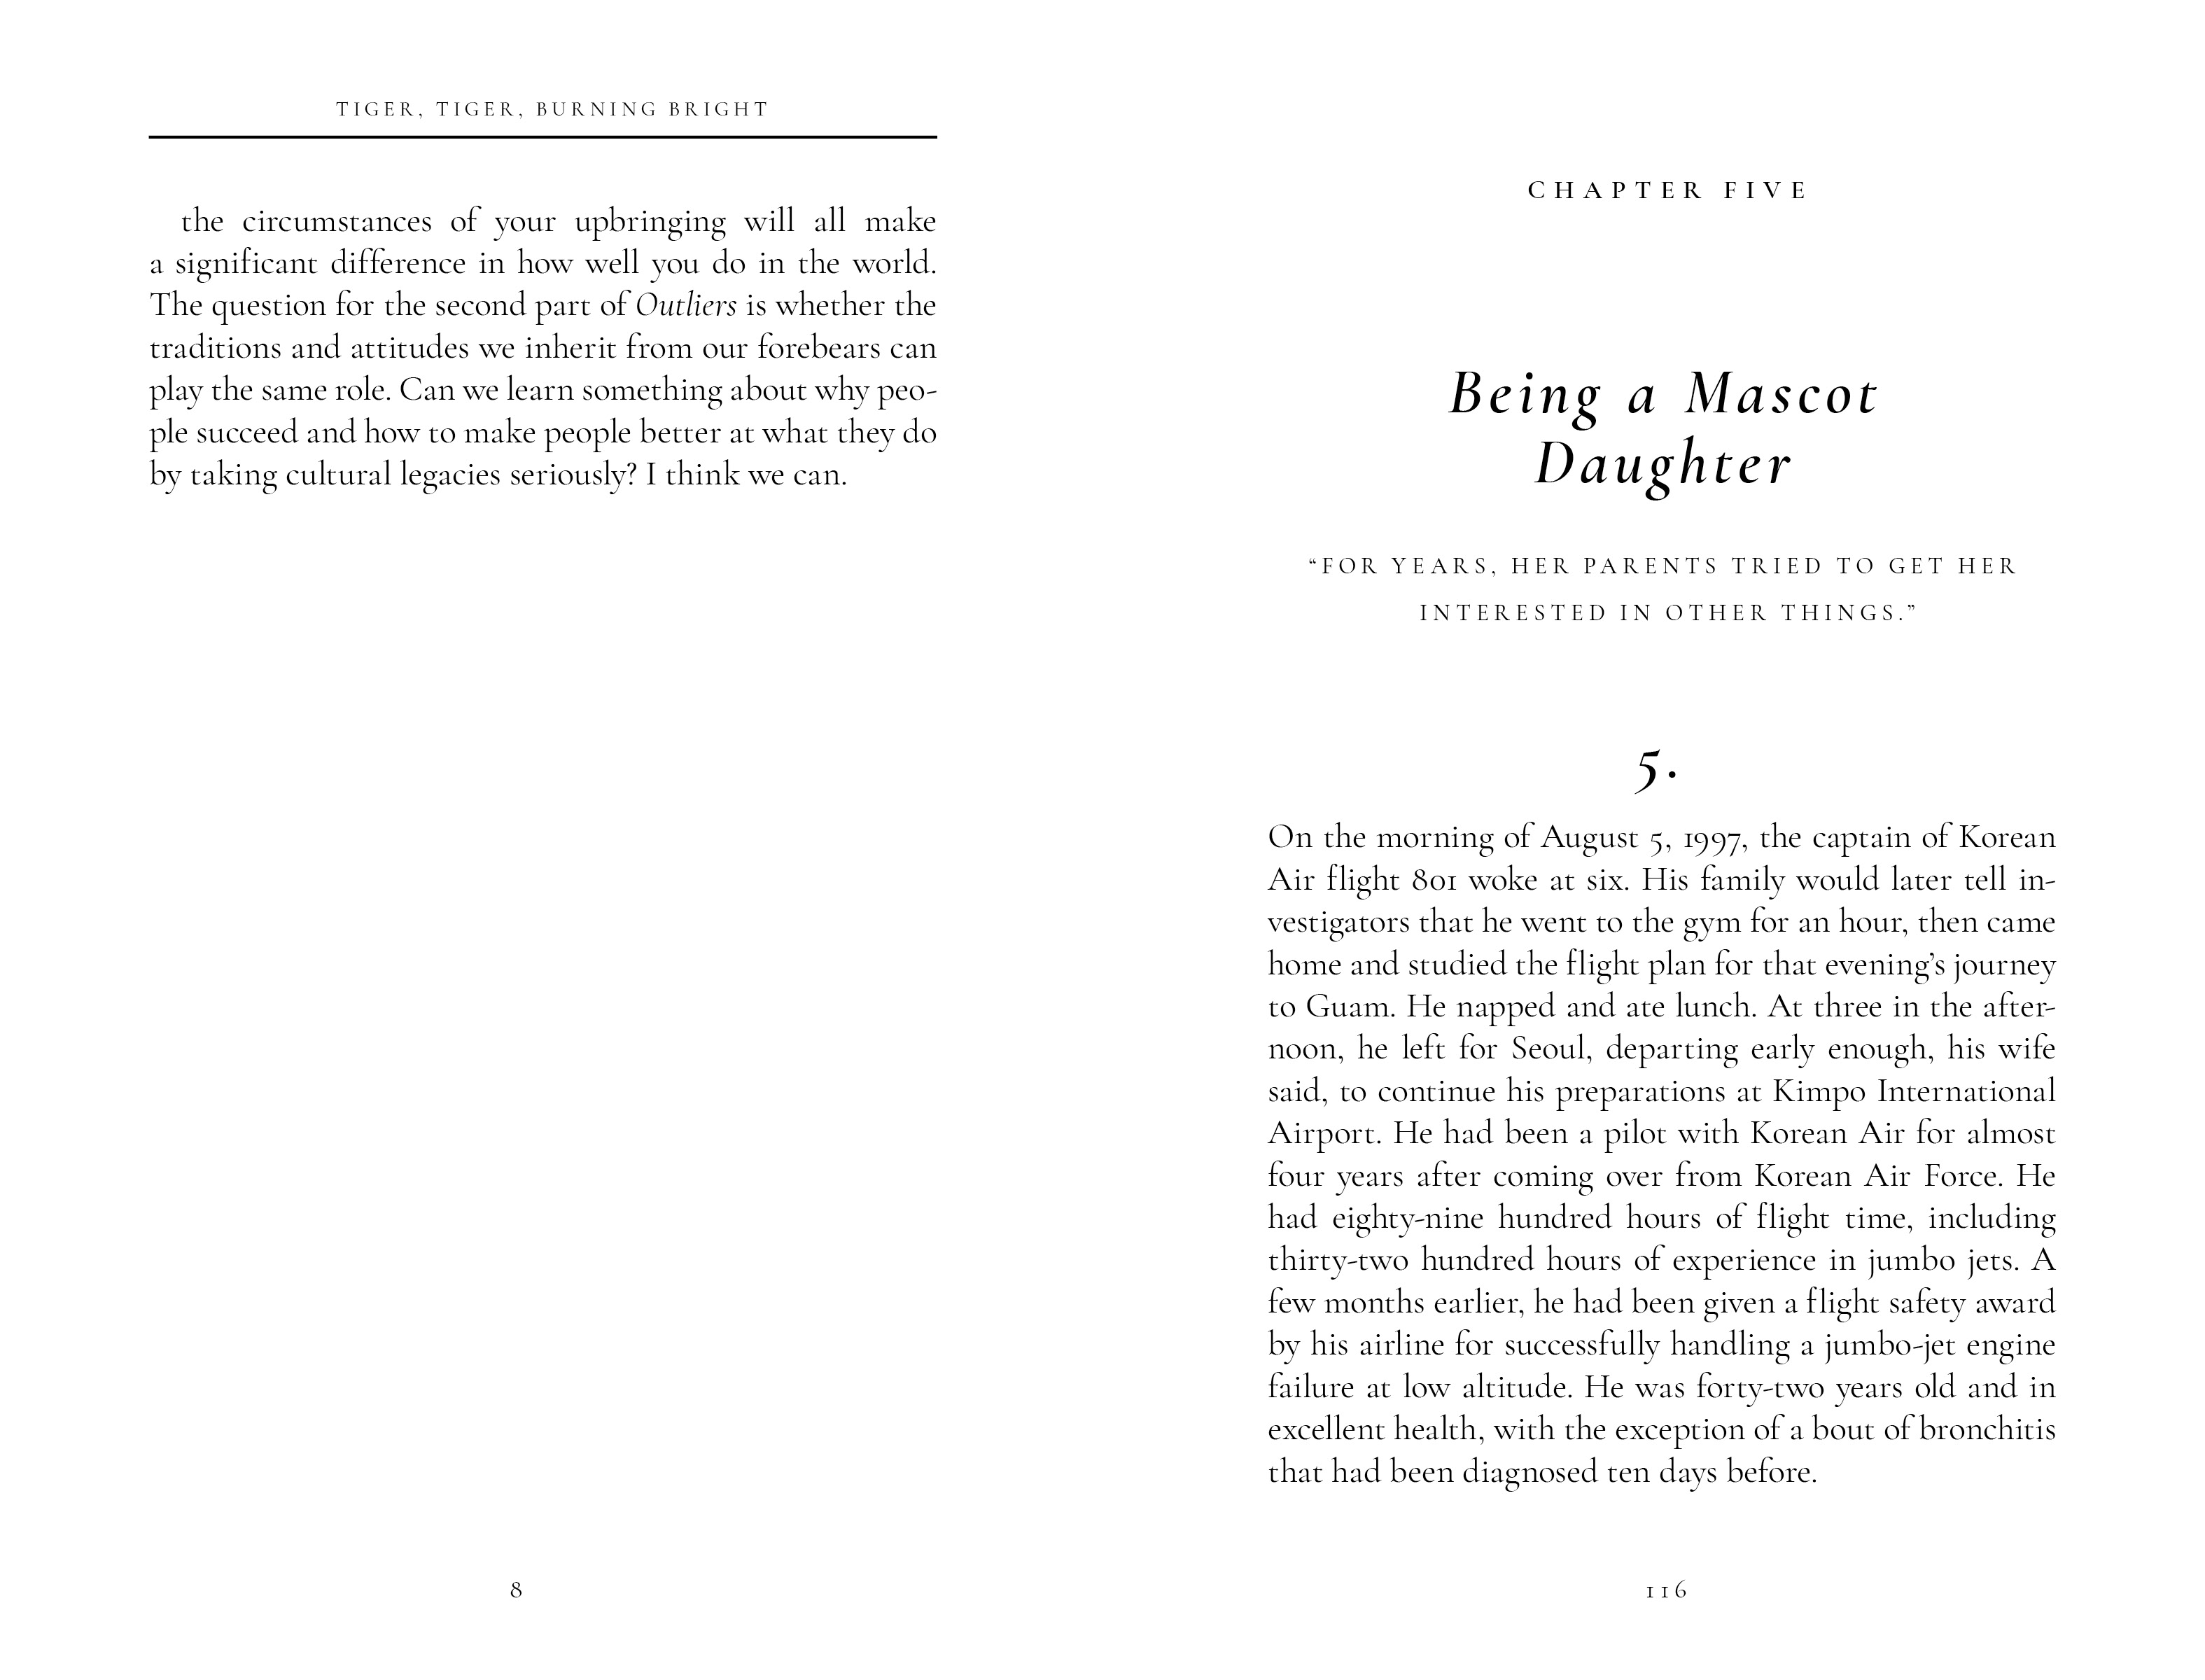 TIGER, TIGER, BURNING BRIGHT
the circumstances of your upbringing will all make
a significant difference in how well you do in the world.
The question for the second part of Outliers is whether the
traditions and attitudes we inherit from our forebears can
play the same role. Can we learn something about why peo-
ple succeed and how to make people better at what they do
by taking cultural legacies seriously? I think we can.
8
CHAPTER FIVE
Being a Mascot
Daughter
“FOR YEARS, HER PARENTS TRIED TO GET HER
INTERESTED IN OTHER THINGS.”
5.
On the morning of August 5, 1997, the captain of Korean
Air flight 801 woke at six. His family would later tell in-
vestigators that he went to the gym for an hour, then came
home and studied the flight plan for that evening’s journey
to Guam. He napped and ate lunch. At three in the after-
noon, he left for Seoul, departing early enough, his wife
said, to continue his preparations at Kimpo International
Airport. He had been a pilot with Korean Air for almost
four years after coming over from Korean Air Force. He
had eighty-nine hundred hours of flight time, including
thirty-two hundred hours of experience in jumbo jets. A
few months earlier, he had been given a flight safety award
by his airline for successfully handling a jumbo-jet engine
failure at low altitude. He was forty-two years old and in
excellent health, with the exception of a bout of bronchitis
that had been diagnosed ten days before.
116